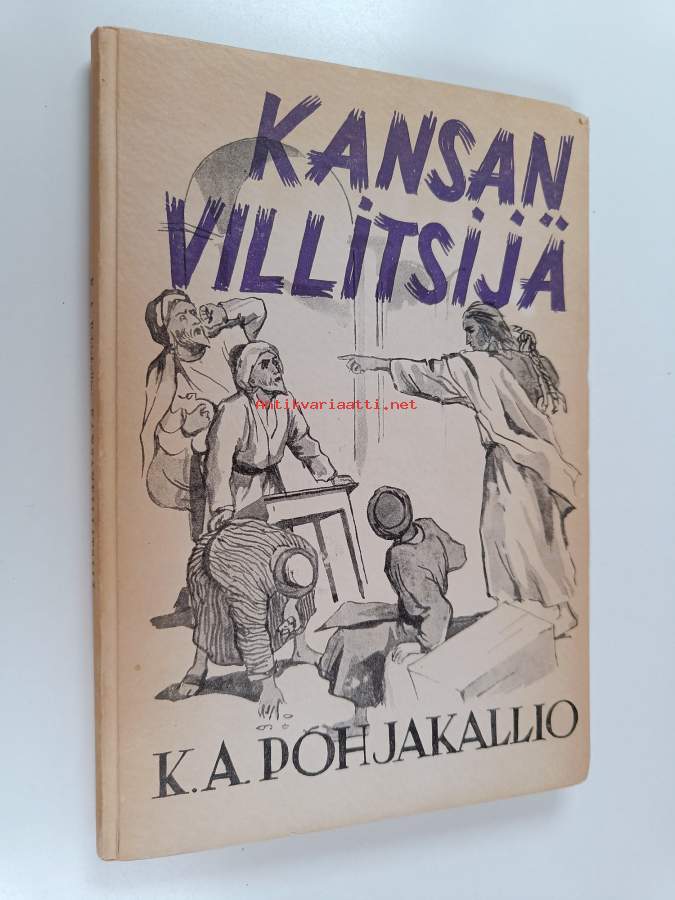 KANSAN
VILLITSIJÄ
Antikvariaatti.net
K.A. POHJAKALLIO